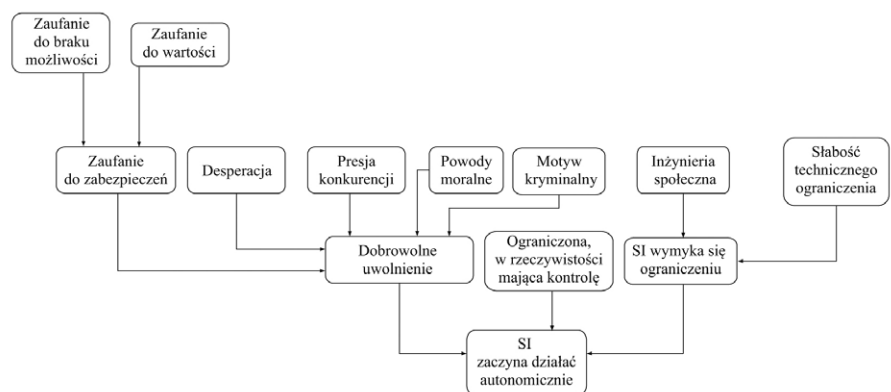 Zaufanie
do braku
możliwości
Zaufanie
do wartości
Zaufanie
do zabezpieczeń
Desperacja
Presja
konkurencji
Powody
moralne
Motyw
kryminalny
Inżynieria
społeczna
Słabość
technicznego
ograniczenia
Dobrowolne
uwolnienie
Ograniczona,
w rzeczywistości
mająca kontrolę
SI wymyka się
ograniczeniu
SI
zaczyna działać
autonomicznie